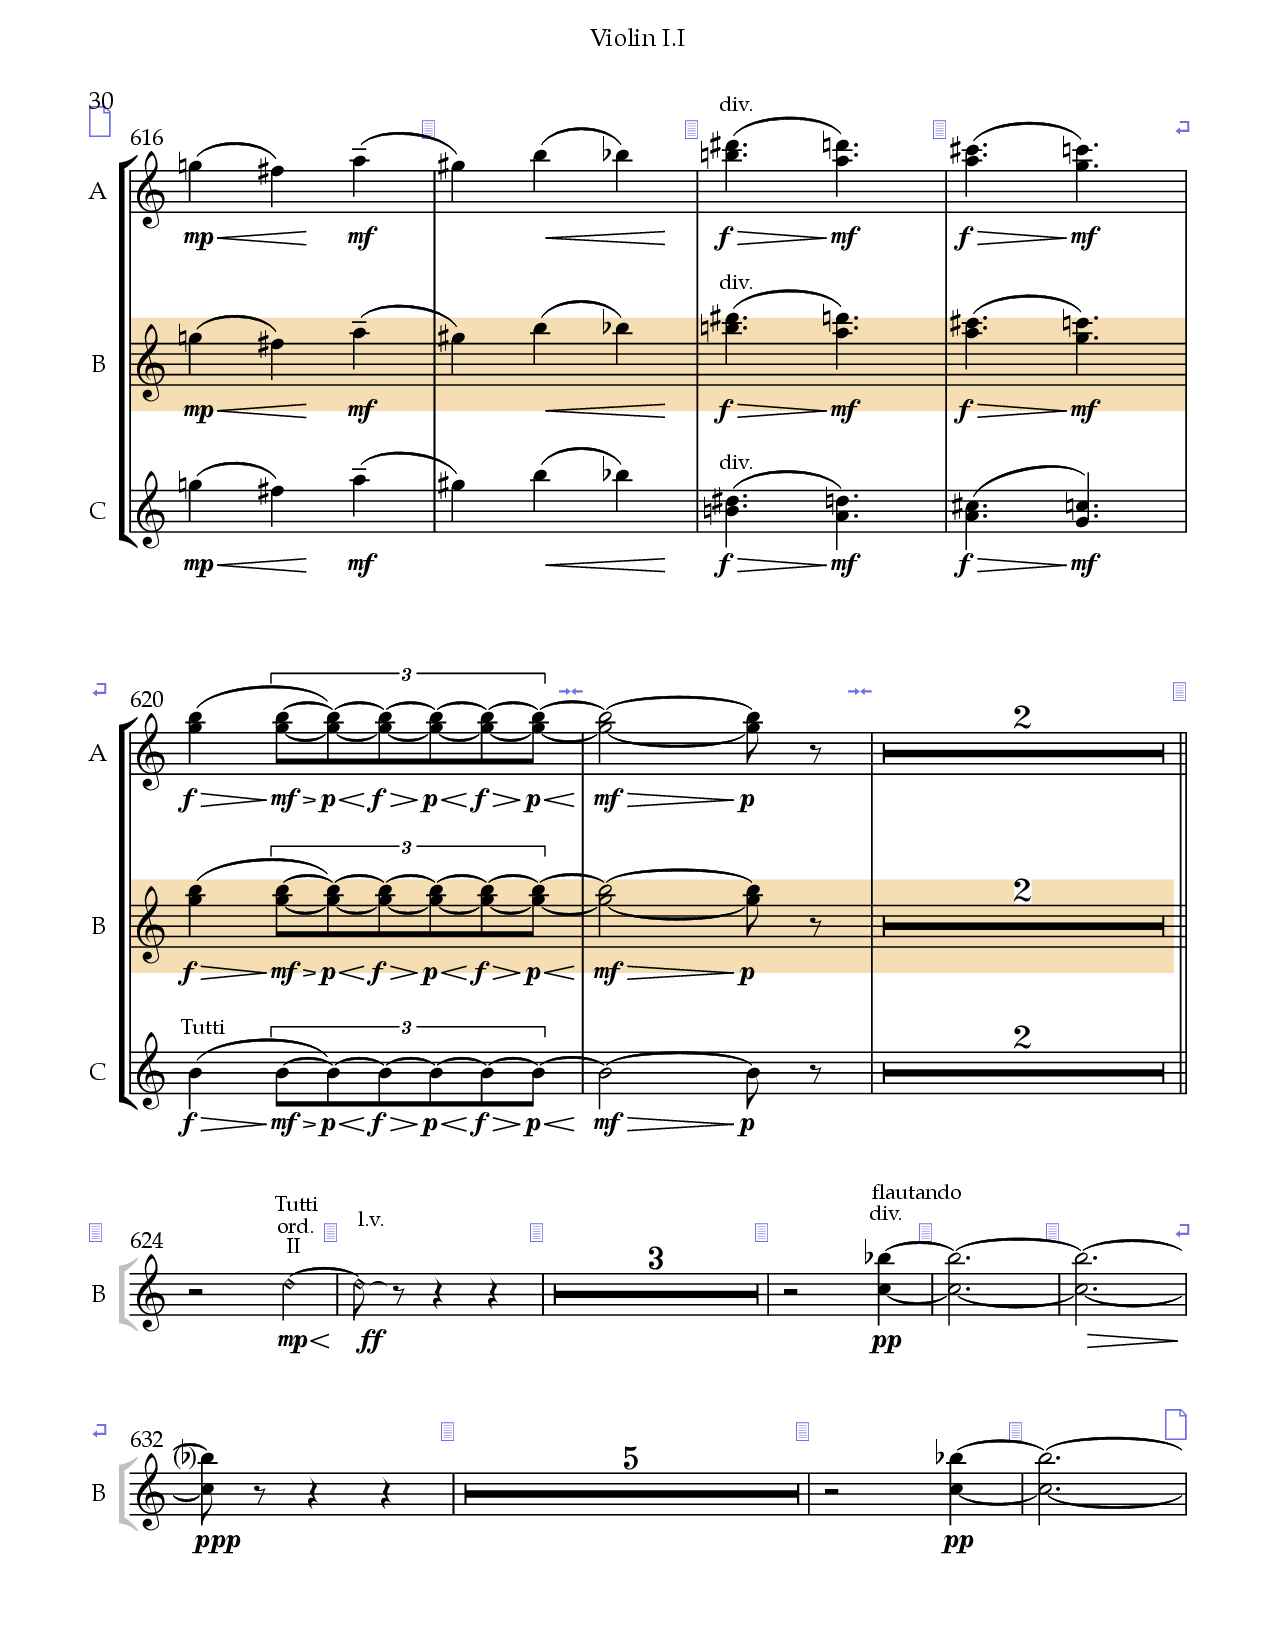 Violin I.I
30
616
div.
A
mp mf f mf f mf
div.
B
mp mf f mf f mf
div.
C
mp mf f mf f mf
620
3
A
f mf p f p f p mf p
2
3
B
f mf p f p f p mf p
2
Tutti
3
C
f mf p f p f p mf p
2
624
Tutti
ord.
II
l.v.
3
flautando
div.
B
mp ff pp
632
5
B
ppp pp